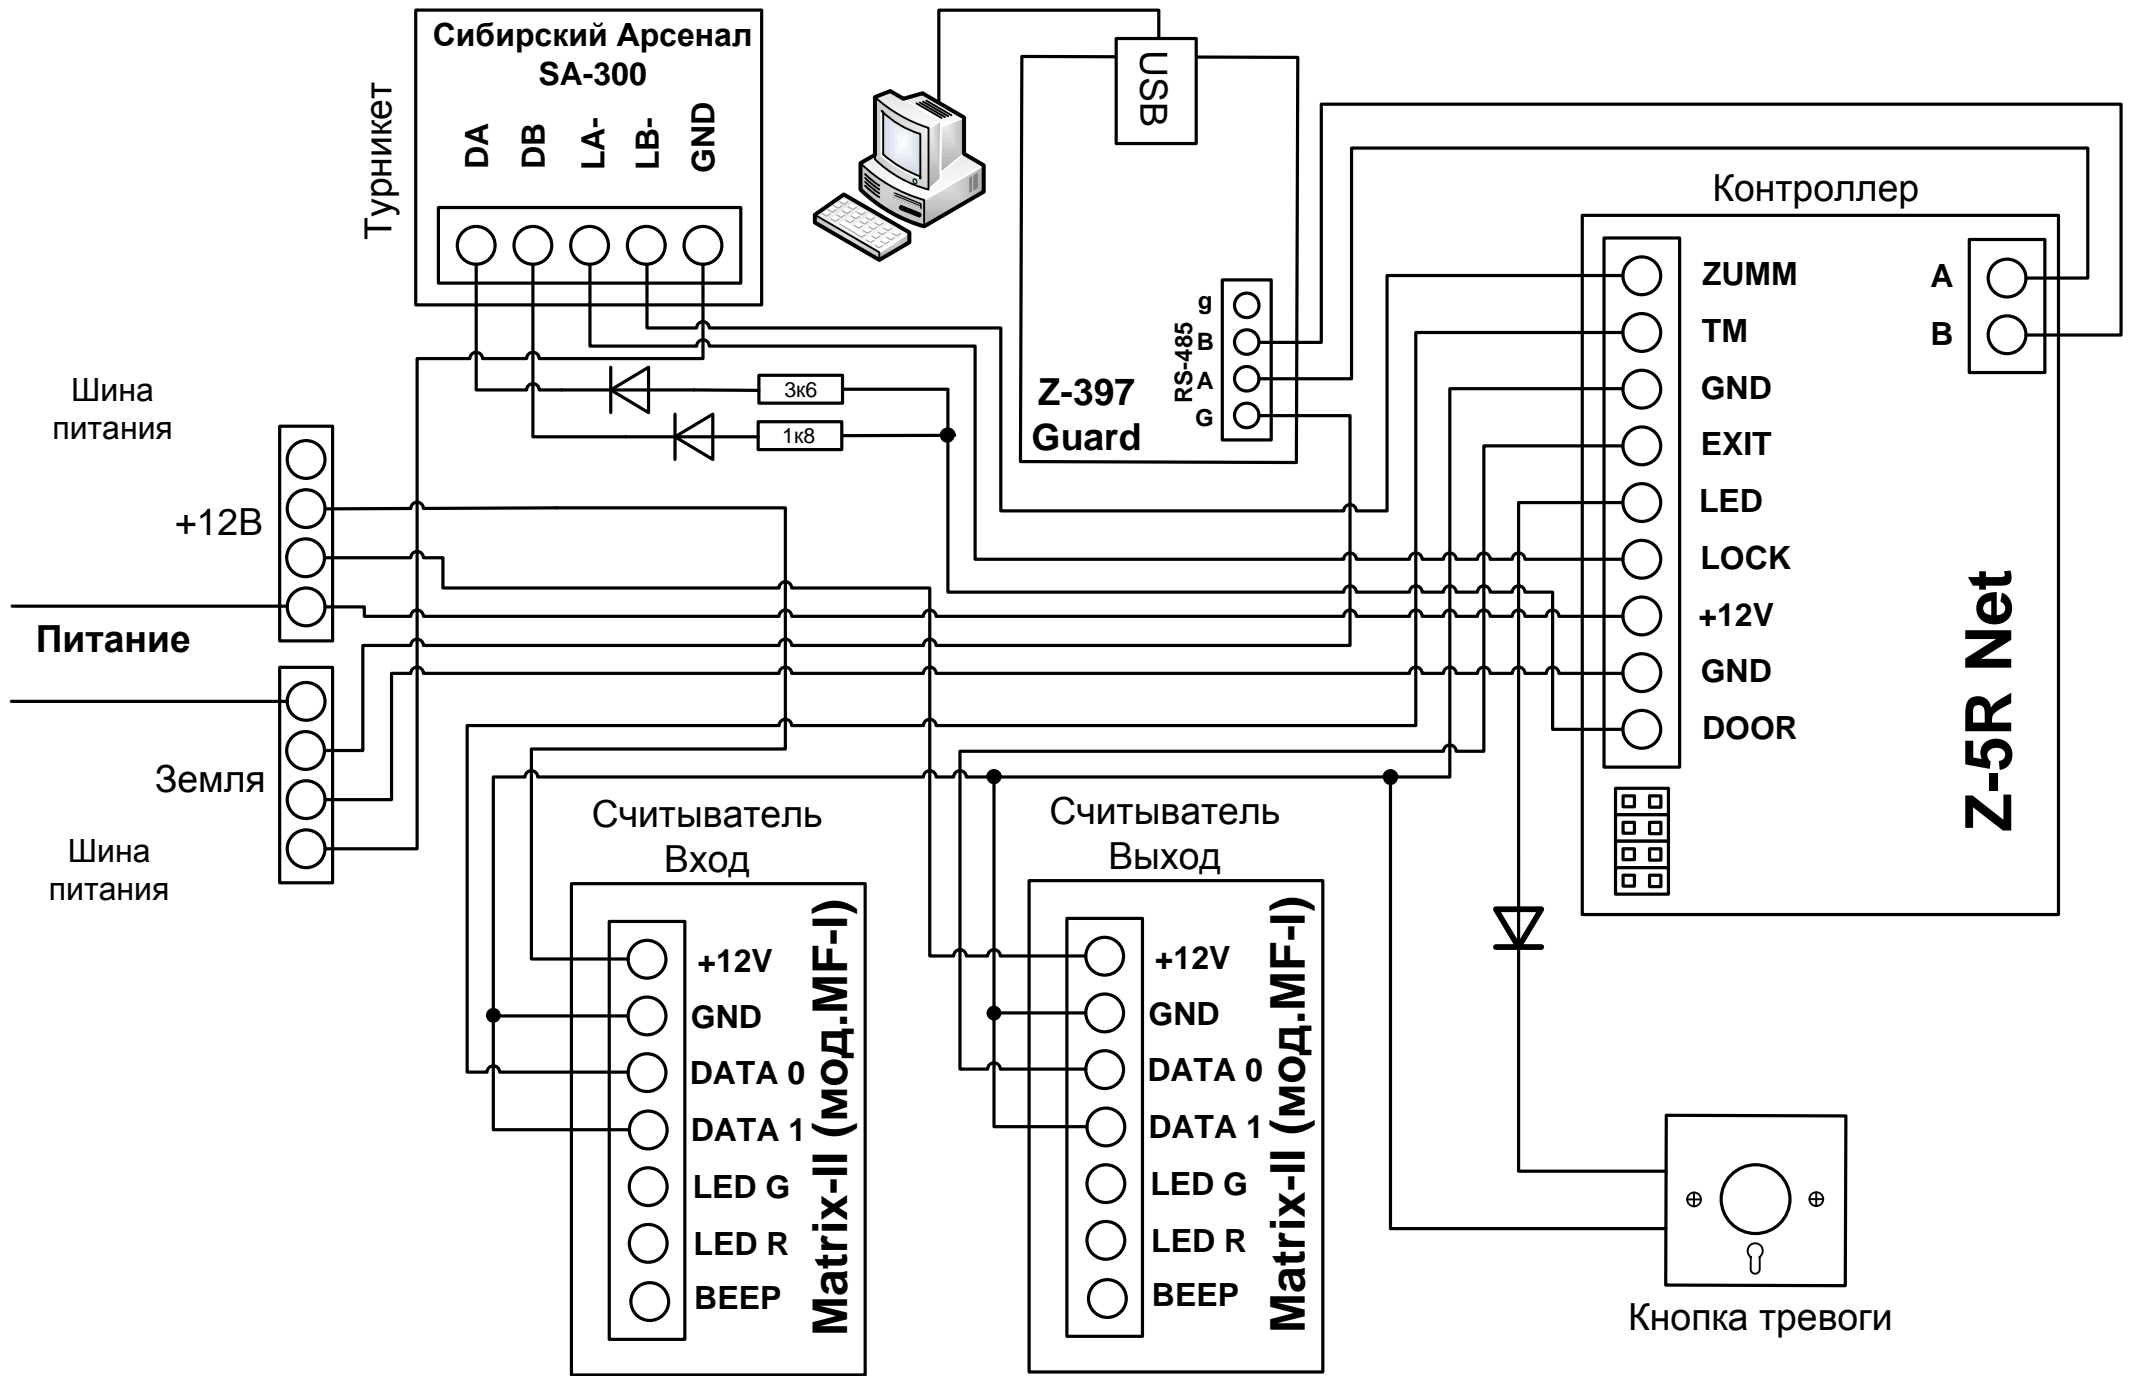 Сибирский Арсенал
SA-300
DA
DB
LA-
LB-
GND
Турникет
USB
Z-397
Guard
RS-485
g
B
A
G
Контроллер
ZUMM
TM
GND
EXIT
LED
LOCK
+12V
GND
DOOR
A
B
Z-5R Net
3к6
1к8
Шина
питания
+12В
Питание
Земля
Шина
питания
Считыватель
Вход
+12V
GND
DATA 0
DATA 1
LED G
LED R
BEEP
Matrix-II (мод.MF-I)
Считыватель
Выход
+12V
GND
DATA 0
DATA 1
LED G
LED R
BEEP
Matrix-II (мод.MF-I)
Кнопка тревоги